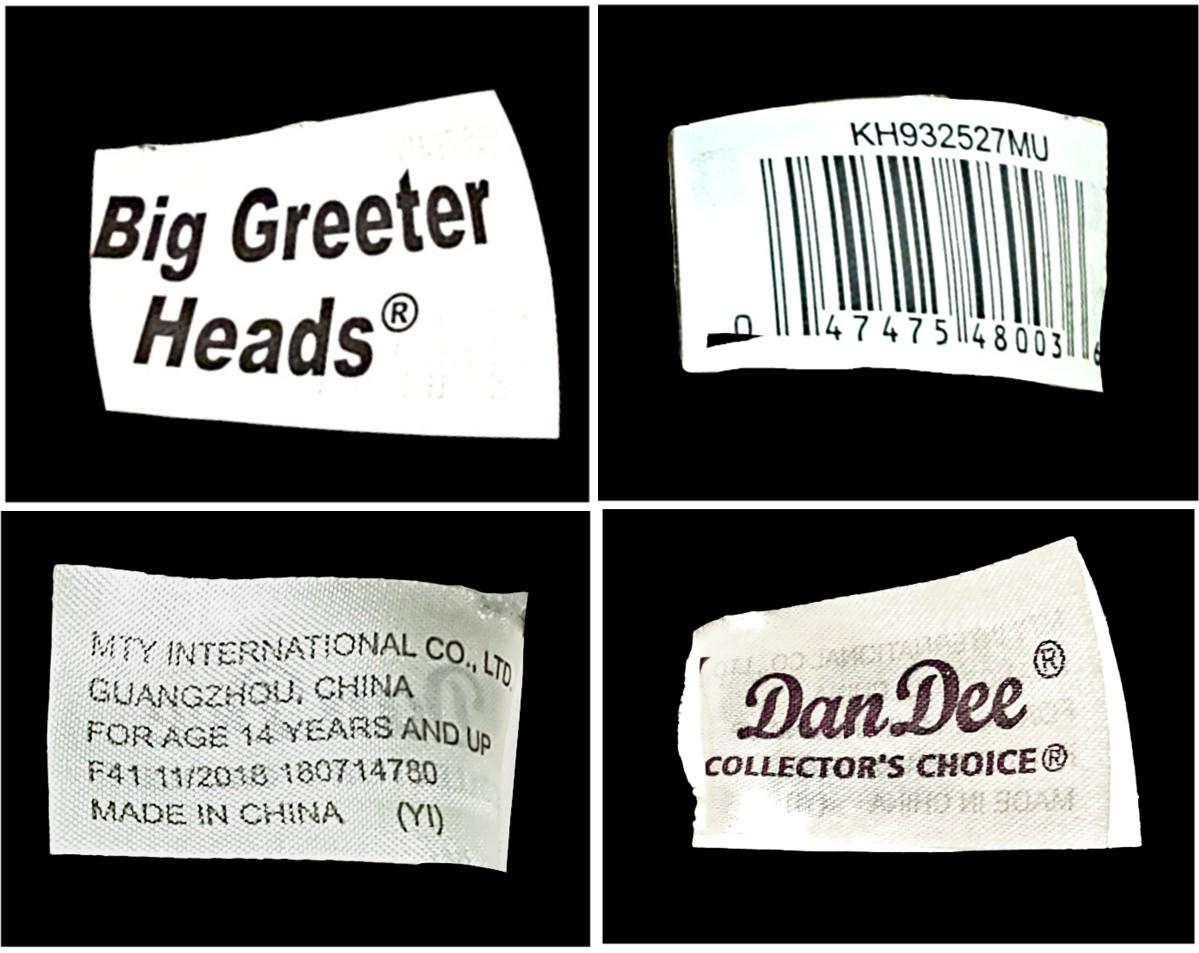 Big Greeter
Heads®
KH932527MU
0 47475 48003 6
MTY INTERNATIONAL CO., LTD.
GUANGZHOU, CHINA
FOR AGE 14 YEARS AND UP
F41 11/2018 180714780
MADE IN CHINA (YI)
DanDee®
COLLECTOR'S CHOICE®